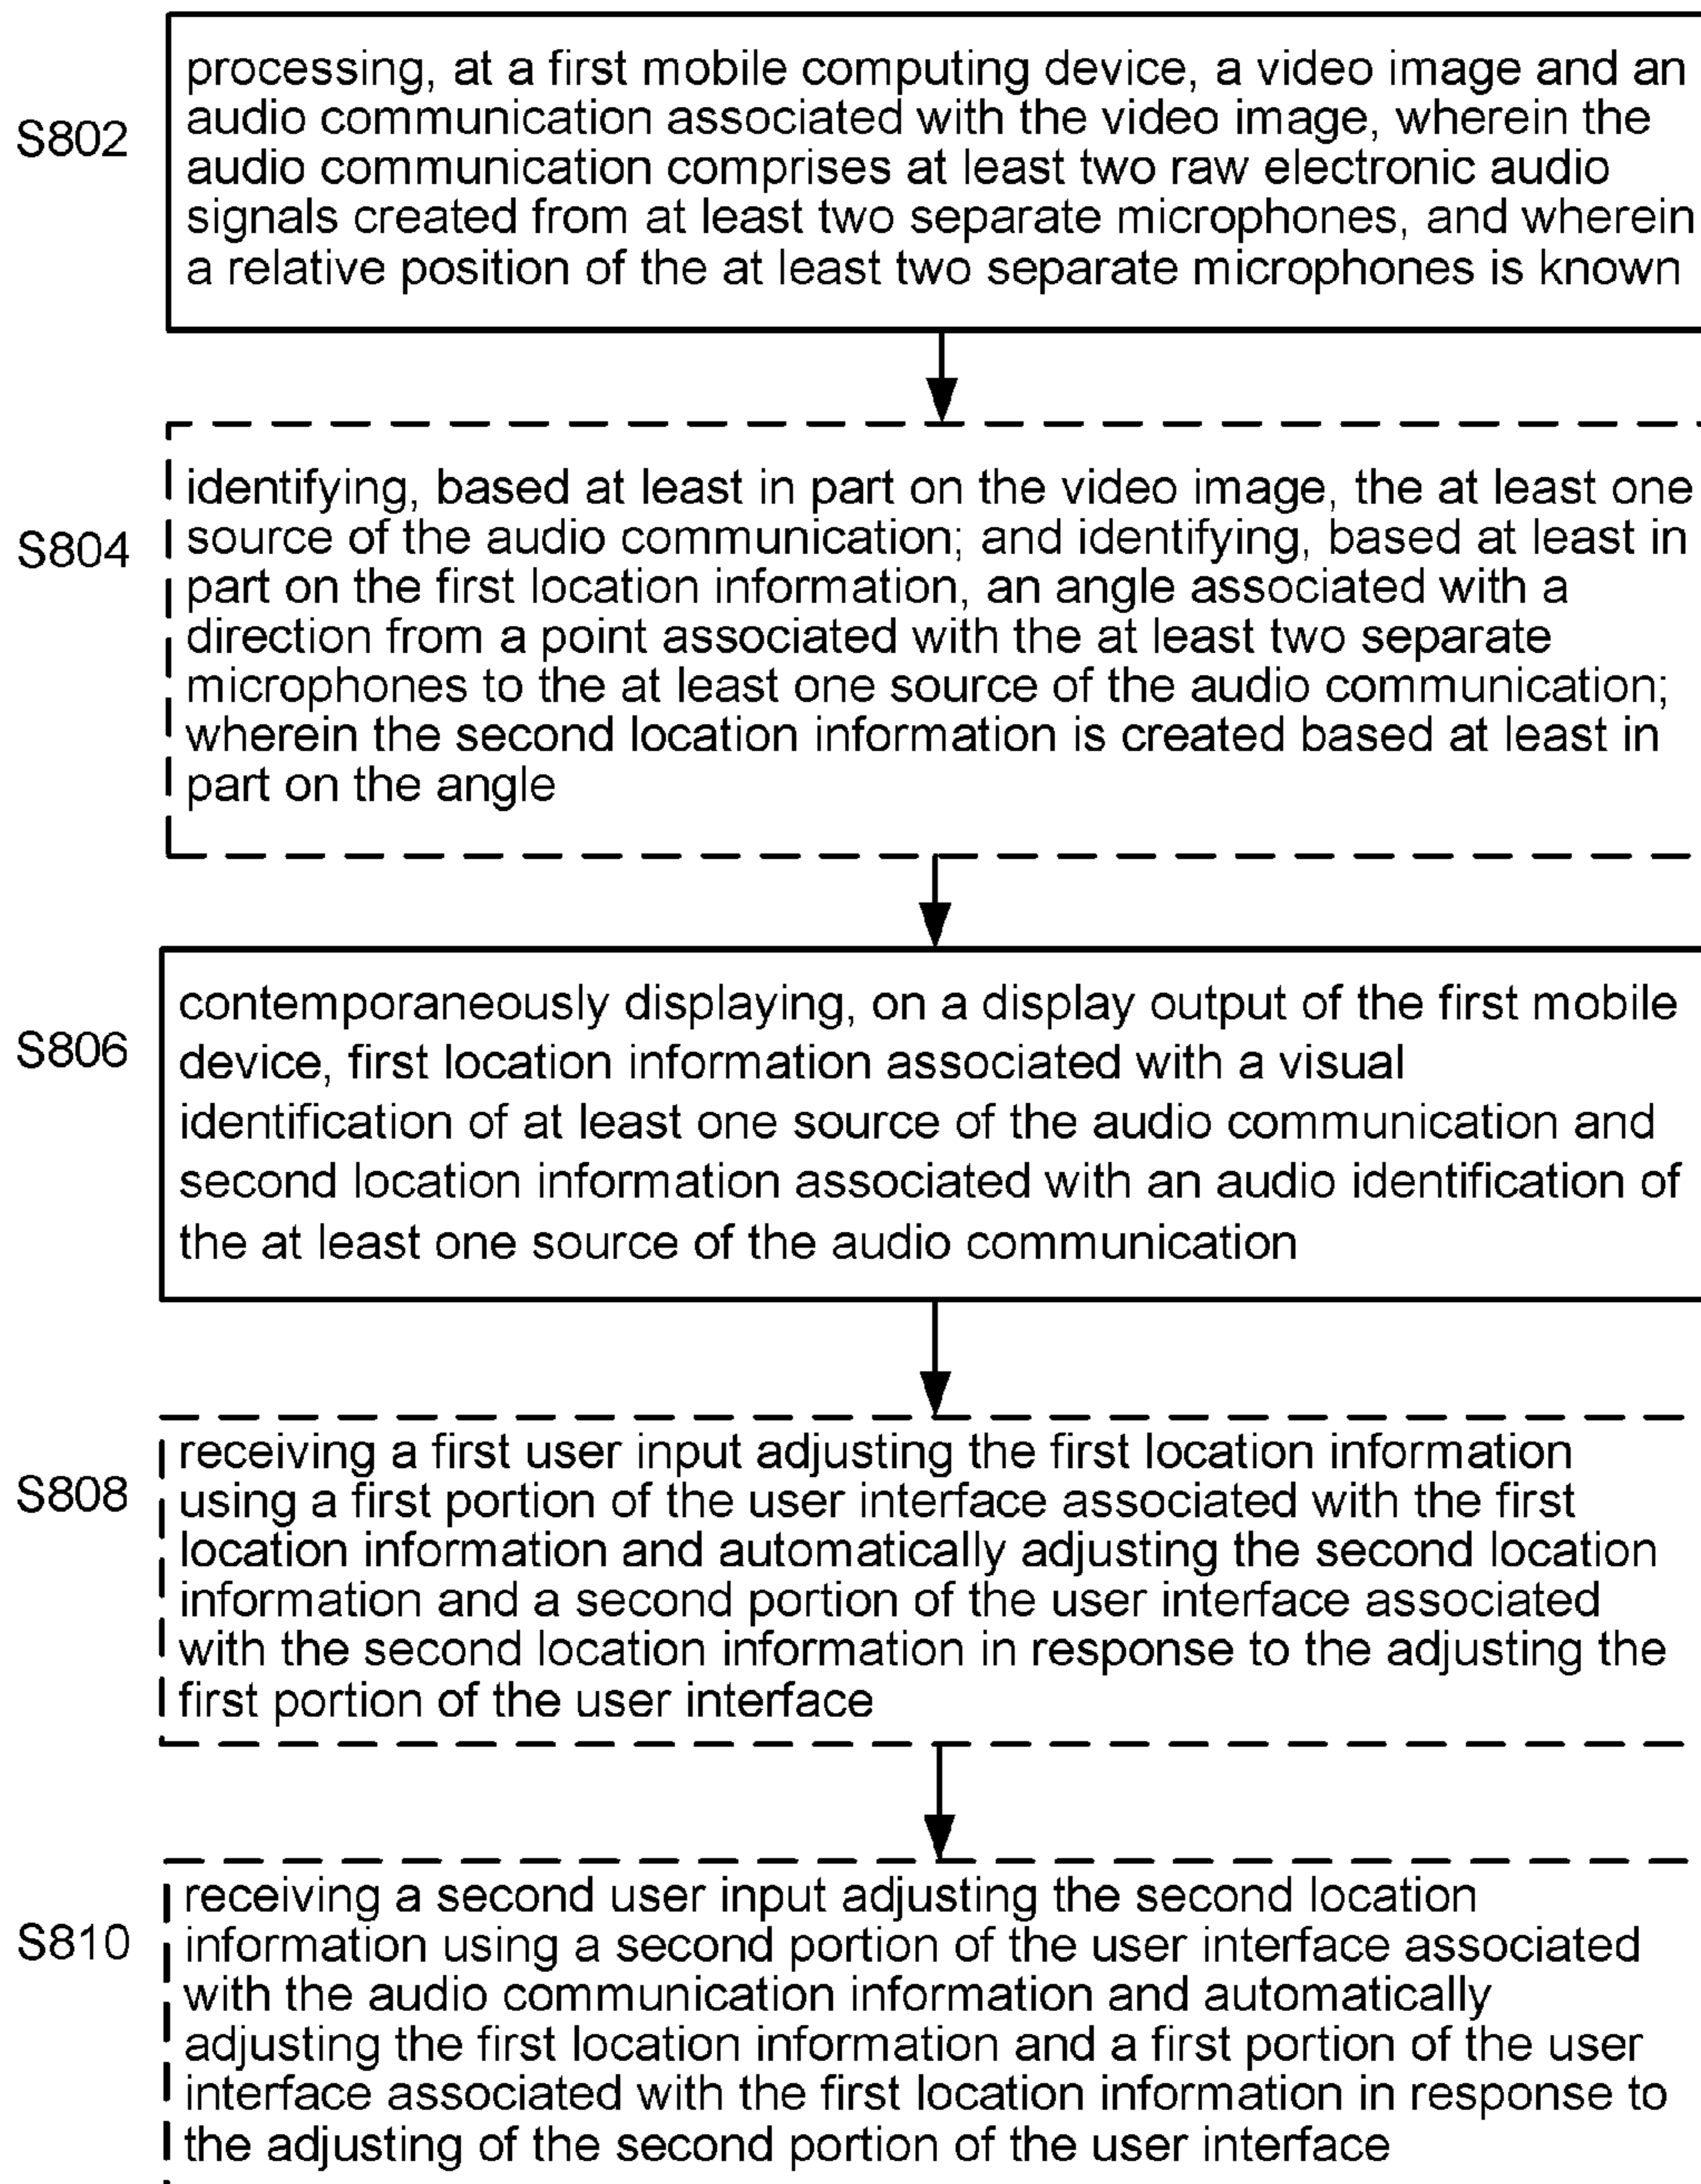 S802
processing, at a first mobile computing device, a video image and an
audio communication associated with the video image, wherein the
audio communication comprises at least two raw electronic audio
signals created from at least two separate microphones, and wherein
a relative position of the at least two separate microphones is known
S804
identifying, based at least in part on the video image, the at least one
source of the audio communication; and identifying, based at least in
part on the first location information, an angle associated with a
direction from a point associated with the at least two separate
microphones to the at least one source of the audio communication;
wherein the second location information is created based at least in
part on the angle
S806
contemporaneously displaying, on a display output of the first mobile
device, first location information associated with a visual
identification of at least one source of the audio communication and
second location information associated with an audio identification of
the at least one source of the audio communication
S808
receiving a first user input adjusting the first location information
using a first portion of the user interface associated with the first
location information and automatically adjusting the second location
information and a second portion of the user interface associated
with the second location information in response to the adjusting the
first portion of the user interface
S810
receiving a second user input adjusting the second location
information using a second portion of the user interface associated
with the audio communication information and automatically
adjusting the first location information and a first portion of the user
interface associated with the first location information in response to
the adjusting of the second portion of the user interface